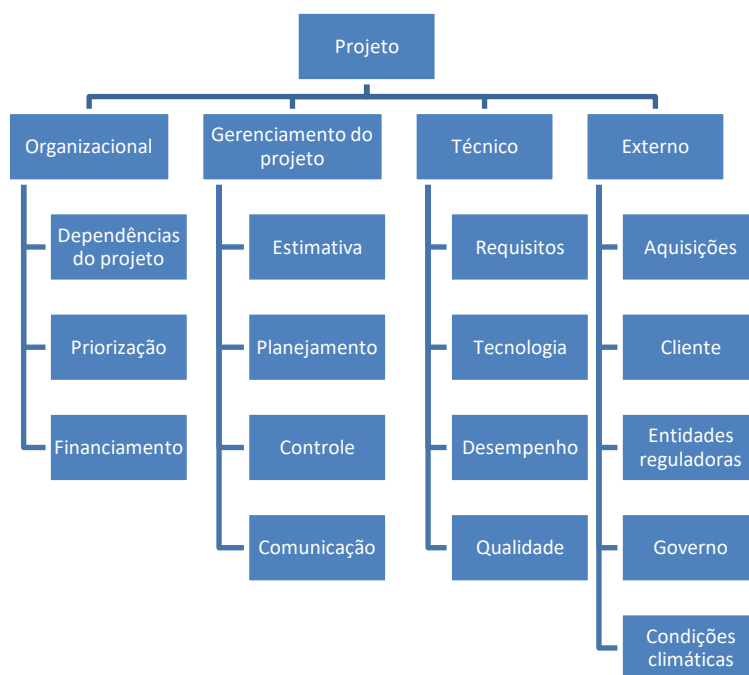 Projeto
Organizacional
Gerenciamento do
projeto
Técnico
Externo
Dependências
do projeto
Estimativa
Requisitos
Aquisições
Priorização
Planejamento
Tecnologia
Cliente
Financiamento
Controle
Desempenho
Entidades
reguladoras
Comunicação
Qualidade
Governo
Condições
climáticas